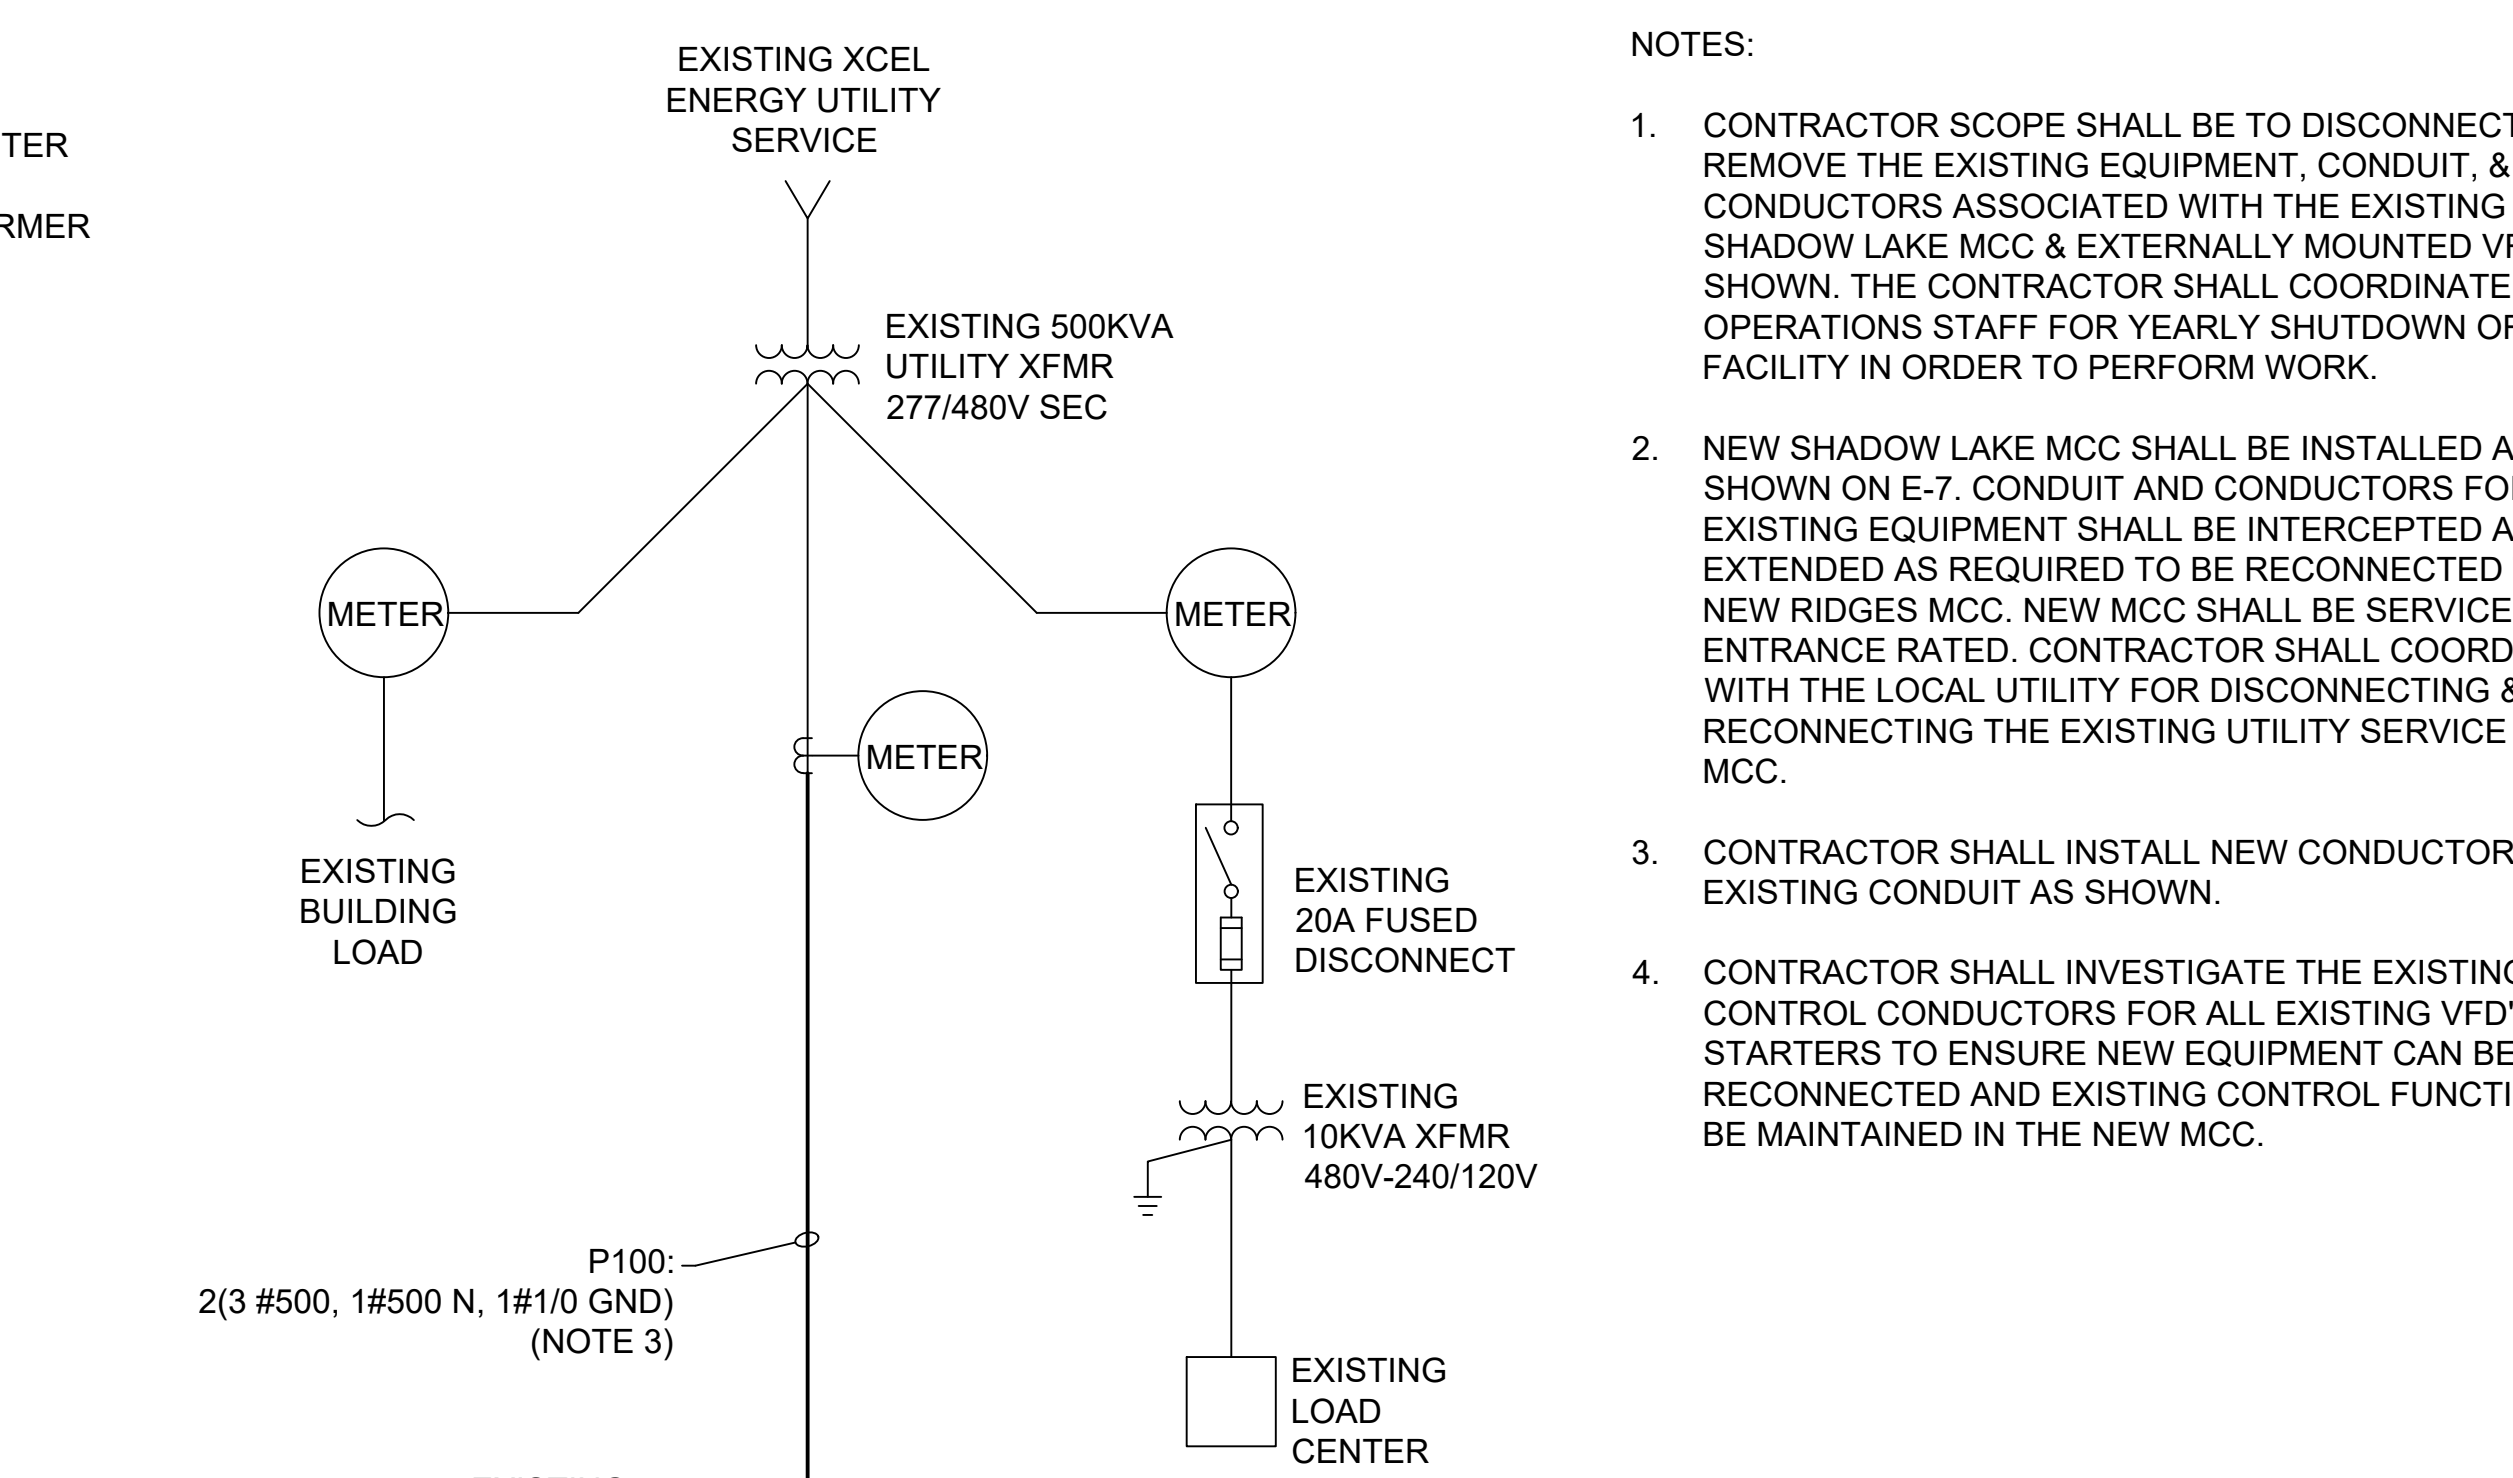 TER
RMER
EXISTING XCEL
ENERGY UTILITY
SERVICE
EXISTING 500KVA
UTILITY XFMR
277/480V SEC
METER
METER
METER
EXISTING
BUILDING
LOAD
EXISTING
20A FUSED
DISCONNECT
EXISTING
10KVA XFMR
480V-240/120V
P100:
2(3 #500, 1#500 N, 1#1/0 GND)
(NOTE 3)
EXISTING
LOAD
CENTER
NOTES:
1. CONTRACTOR SCOPE SHALL BE TO DISCONNECT
REMOVE THE EXISTING EQUIPMENT, CONDUIT, &
CONDUCTORS ASSOCIATED WITH THE EXISTING
SHADOW LAKE MCC & EXTERNALLY MOUNTED VF
SHOWN. THE CONTRACTOR SHALL COORDINATE
OPERATIONS STAFF FOR YEARLY SHUTDOWN OF
FACILITY IN ORDER TO PERFORM WORK.
2. NEW SHADOW LAKE MCC SHALL BE INSTALLED A
SHOWN ON E-7. CONDUIT AND CONDUCTORS FO
EXISTING EQUIPMENT SHALL BE INTERCEPTED A
EXTENDED AS REQUIRED TO BE RECONNECTED
NEW RIDGES MCC. NEW MCC SHALL BE SERVICE
ENTRANCE RATED. CONTRACTOR SHALL COORD
WITH THE LOCAL UTILITY FOR DISCONNECTING &
RECONNECTING THE EXISTING UTILITY SERVICE
MCC.
3. CONTRACTOR SHALL INSTALL NEW CONDUCTOR
EXISTING CONDUIT AS SHOWN.
4. CONTRACTOR SHALL INVESTIGATE THE EXISTING
CONTROL CONDUCTORS FOR ALL EXISTING VFD'
STARTERS TO ENSURE NEW EQUIPMENT CAN BE
RECONNECTED AND EXISTING CONTROL FUNCTI
BE MAINTAINED IN THE NEW MCC.